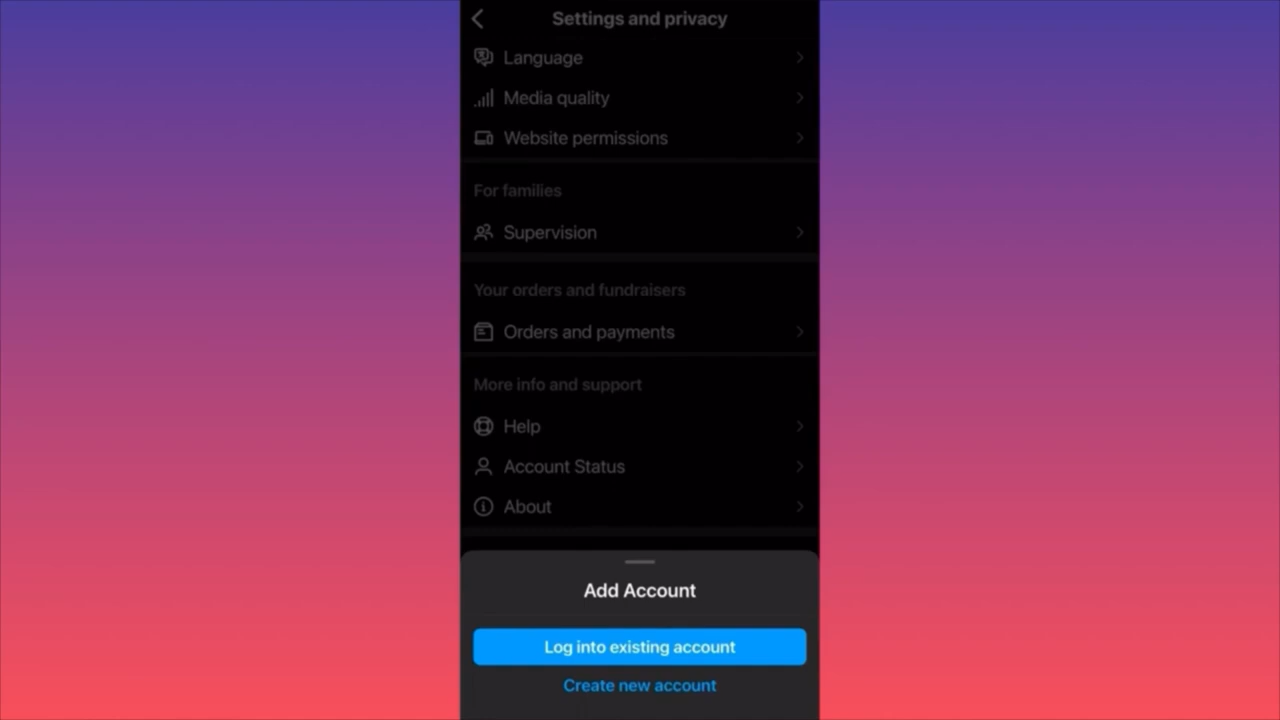 Settings and privacy
Language
Media quality
Website permissions
For families
Supervision
Your orders and fundraisers
Orders and payments
More info and support
Help
Account Status
About
Add Account
Log into existing account
Create new account